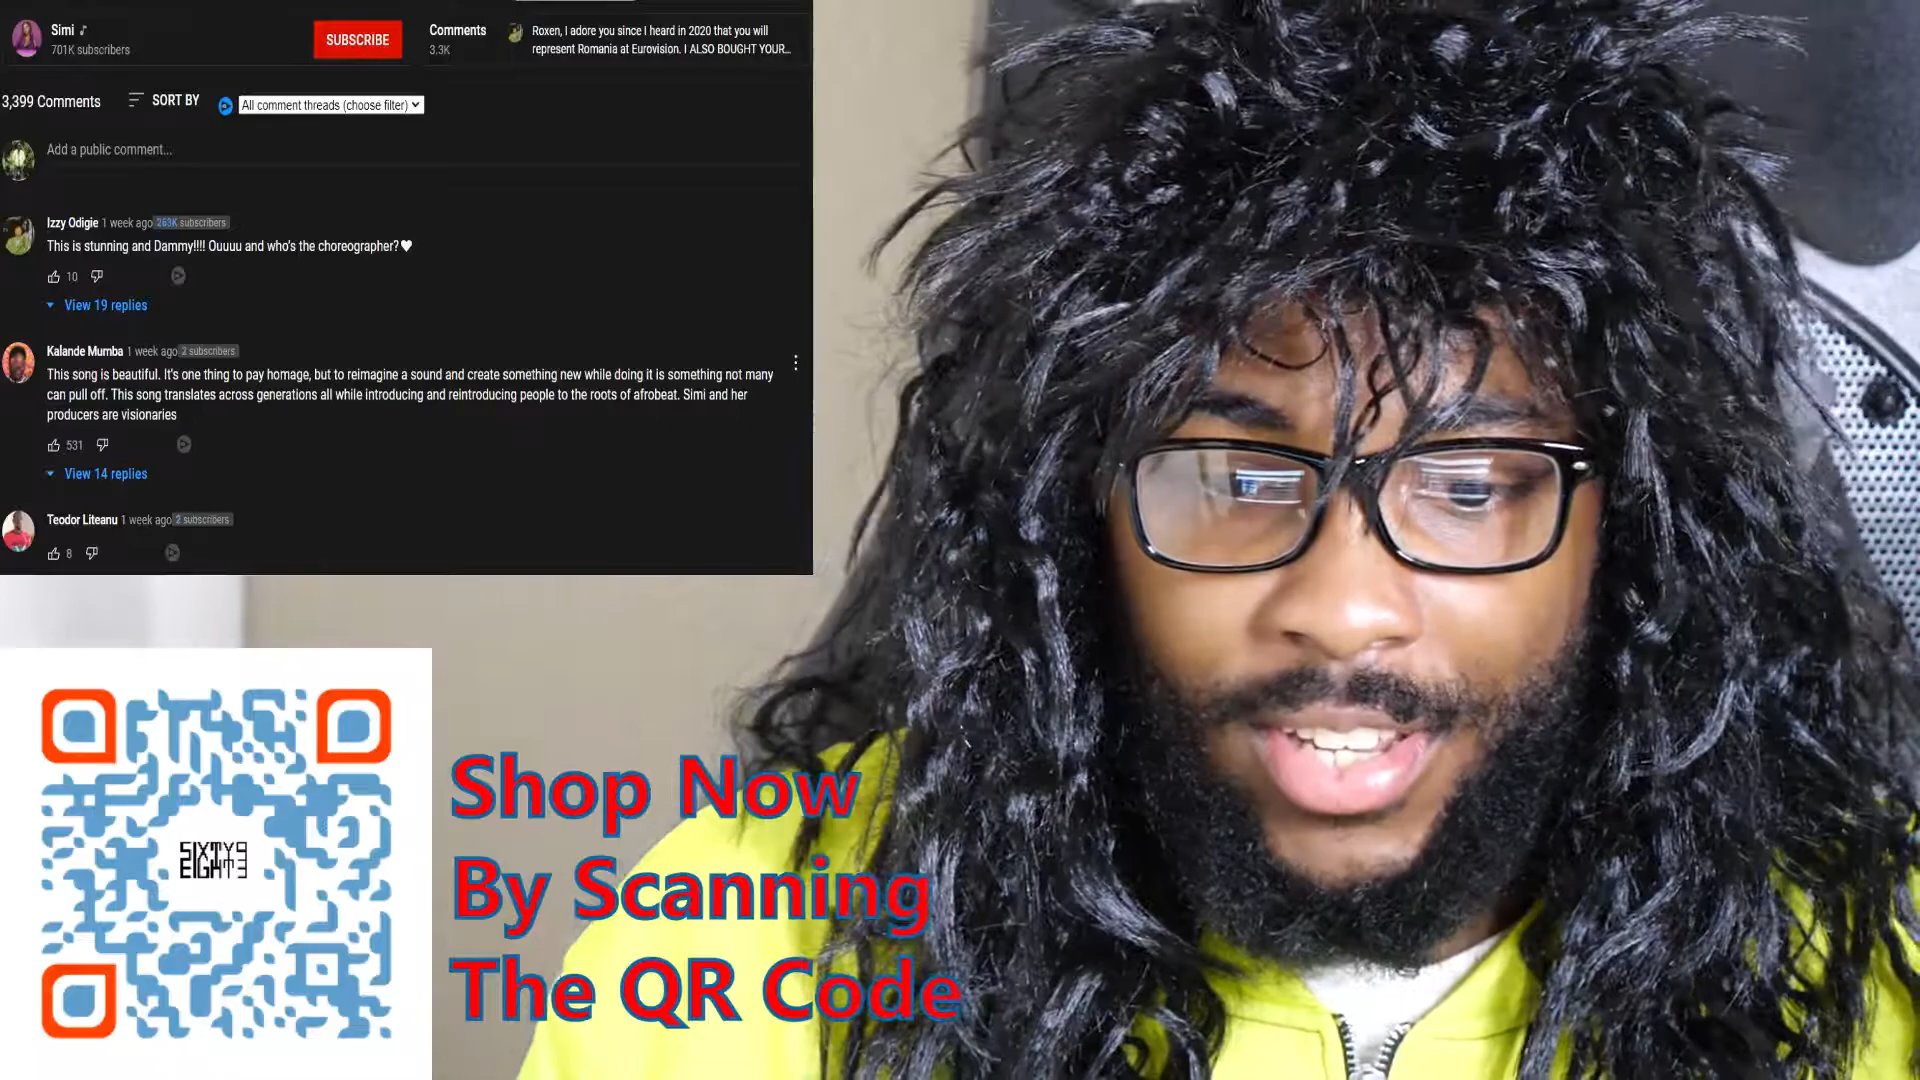 Simi ♪
701K subscribers
SUBSCRIBE
Comments
3.3K
Roxen, I adore you since I heard in 2020 that you will
represent Romania at Eurovision. I ALSO BOUGHT YOUR...
3,399 Comments
SORT BY
All comment threads (choose filter)
Add a public comment...
Izzy Odigie 1 week ago 263K subscribers
This is stunning and Dammy!!!! Ouuuu and who's the choreographer?♥
10
View 19 replies
Kalande Mumba 1 week ago 2 subscribers
This song is beautiful. It's one thing to pay homage, but to reimagine a sound and create something new while doing it is something not many
can pull off. This song translates across generations all while introducing and reintroducing people to the roots of afrobeat. Simi and her
producers are visionaries
531
View 14 replies
Teodor Liteanu 1 week ago 2 subscribers
8
SIXTY9
EIGHT3
Shop Now
By Scanning
The QR Code